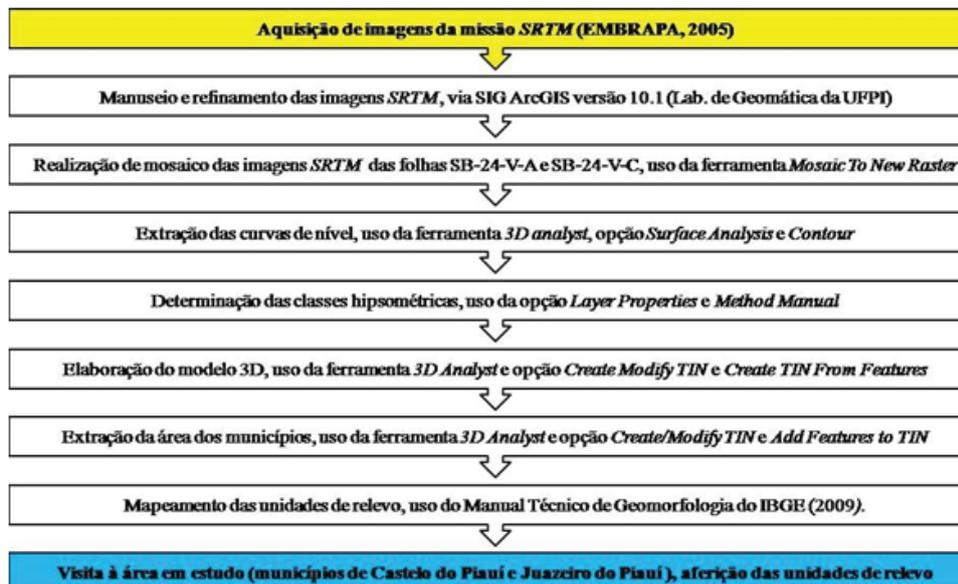 Aquisição de imagens da missão SRTM (EMBRAPA, 2005)
Manuseio e refinamento das imagens SRTM, via SIG ArcGIS versão 10.1 (Lab. de Geomática da UFPI)
Realização de mosaico das imagens SRTM das folhas SB-24-V-A e SB-24-V-C, uso da ferramenta Mosaic To New Raster
Extração das curvas de nível, uso da ferramenta 3D analyst, opção Surface Analysis e Contour
Determinação das classes hipsométricas, uso da opção Layer Properties e Method Manual
Elaboração do modelo 3D, uso da ferramenta 3D Analyst e opção Create Modify TIN e Create TIN From Features
Extração da área dos municípios, uso da ferramenta 3D Analyst e opção Create/Modify TIN e Add Features to TIN
Mapeamento das unidades de relevo, uso do Manual Técnico de Geomorfologia do IBGE (2009).
Visita à área em estudo (municípios de Castelo do Piauí e Juazeiro do Piauí), aferição das unidades de relevo